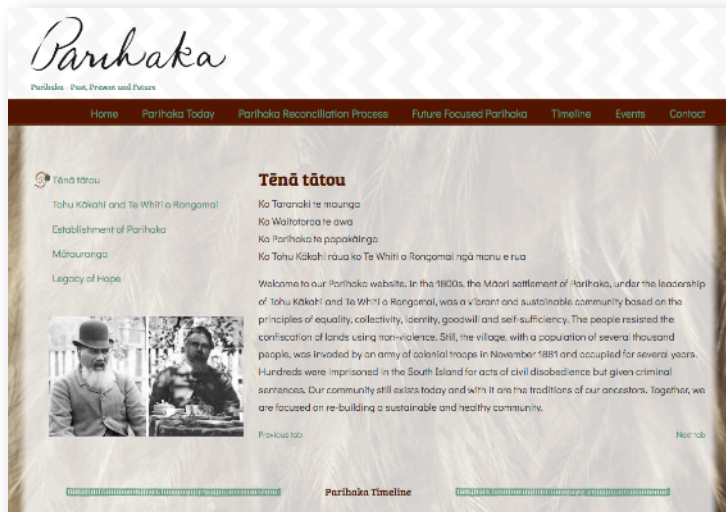 Parihaka
Parihaka - Past, Present and Future
Home Parihaka Today Parihaka Reconciliation Process Future Focused Parihaka Timeline Events Contact
Tēnā tātou
Tohu Kākahi and Te Whiti o Rongomai
Establishment of Parihaka
Mātauranga
Legacy of Hope
Tēnā tātou
Ko Taranaki te maunga
Ko Waitotoroa te awa
Ko Parihaka te papakāinga
Ko Tohu Kākahi rāua ko Te Whiti o Rongomai ngā manu e rua
Welcome to our Parihaka website. In the 1800s, the Māori settlement of Parihaka, under the leadership
of Tohu Kākahi and Te Whiti o Rongomai, was a vibrant and sustainable community based on the
principles of equality, collectivity, identity, goodwill and self-sufficiency. The people resisted the
confiscation of lands using non-violence. Still, the village, with a population of several thousand
people, was invaded by an army of colonial troops in November 1881 and occupied for several years.
Hundreds were imprisoned in the South Island for acts of civil disobedience but given criminal
sentences. Our community still exists today and with it are the traditions of our ancestors. Together, we
are focused on re-building a sustainable and healthy community.
Previous tab Next tab
Parihaka Timeline